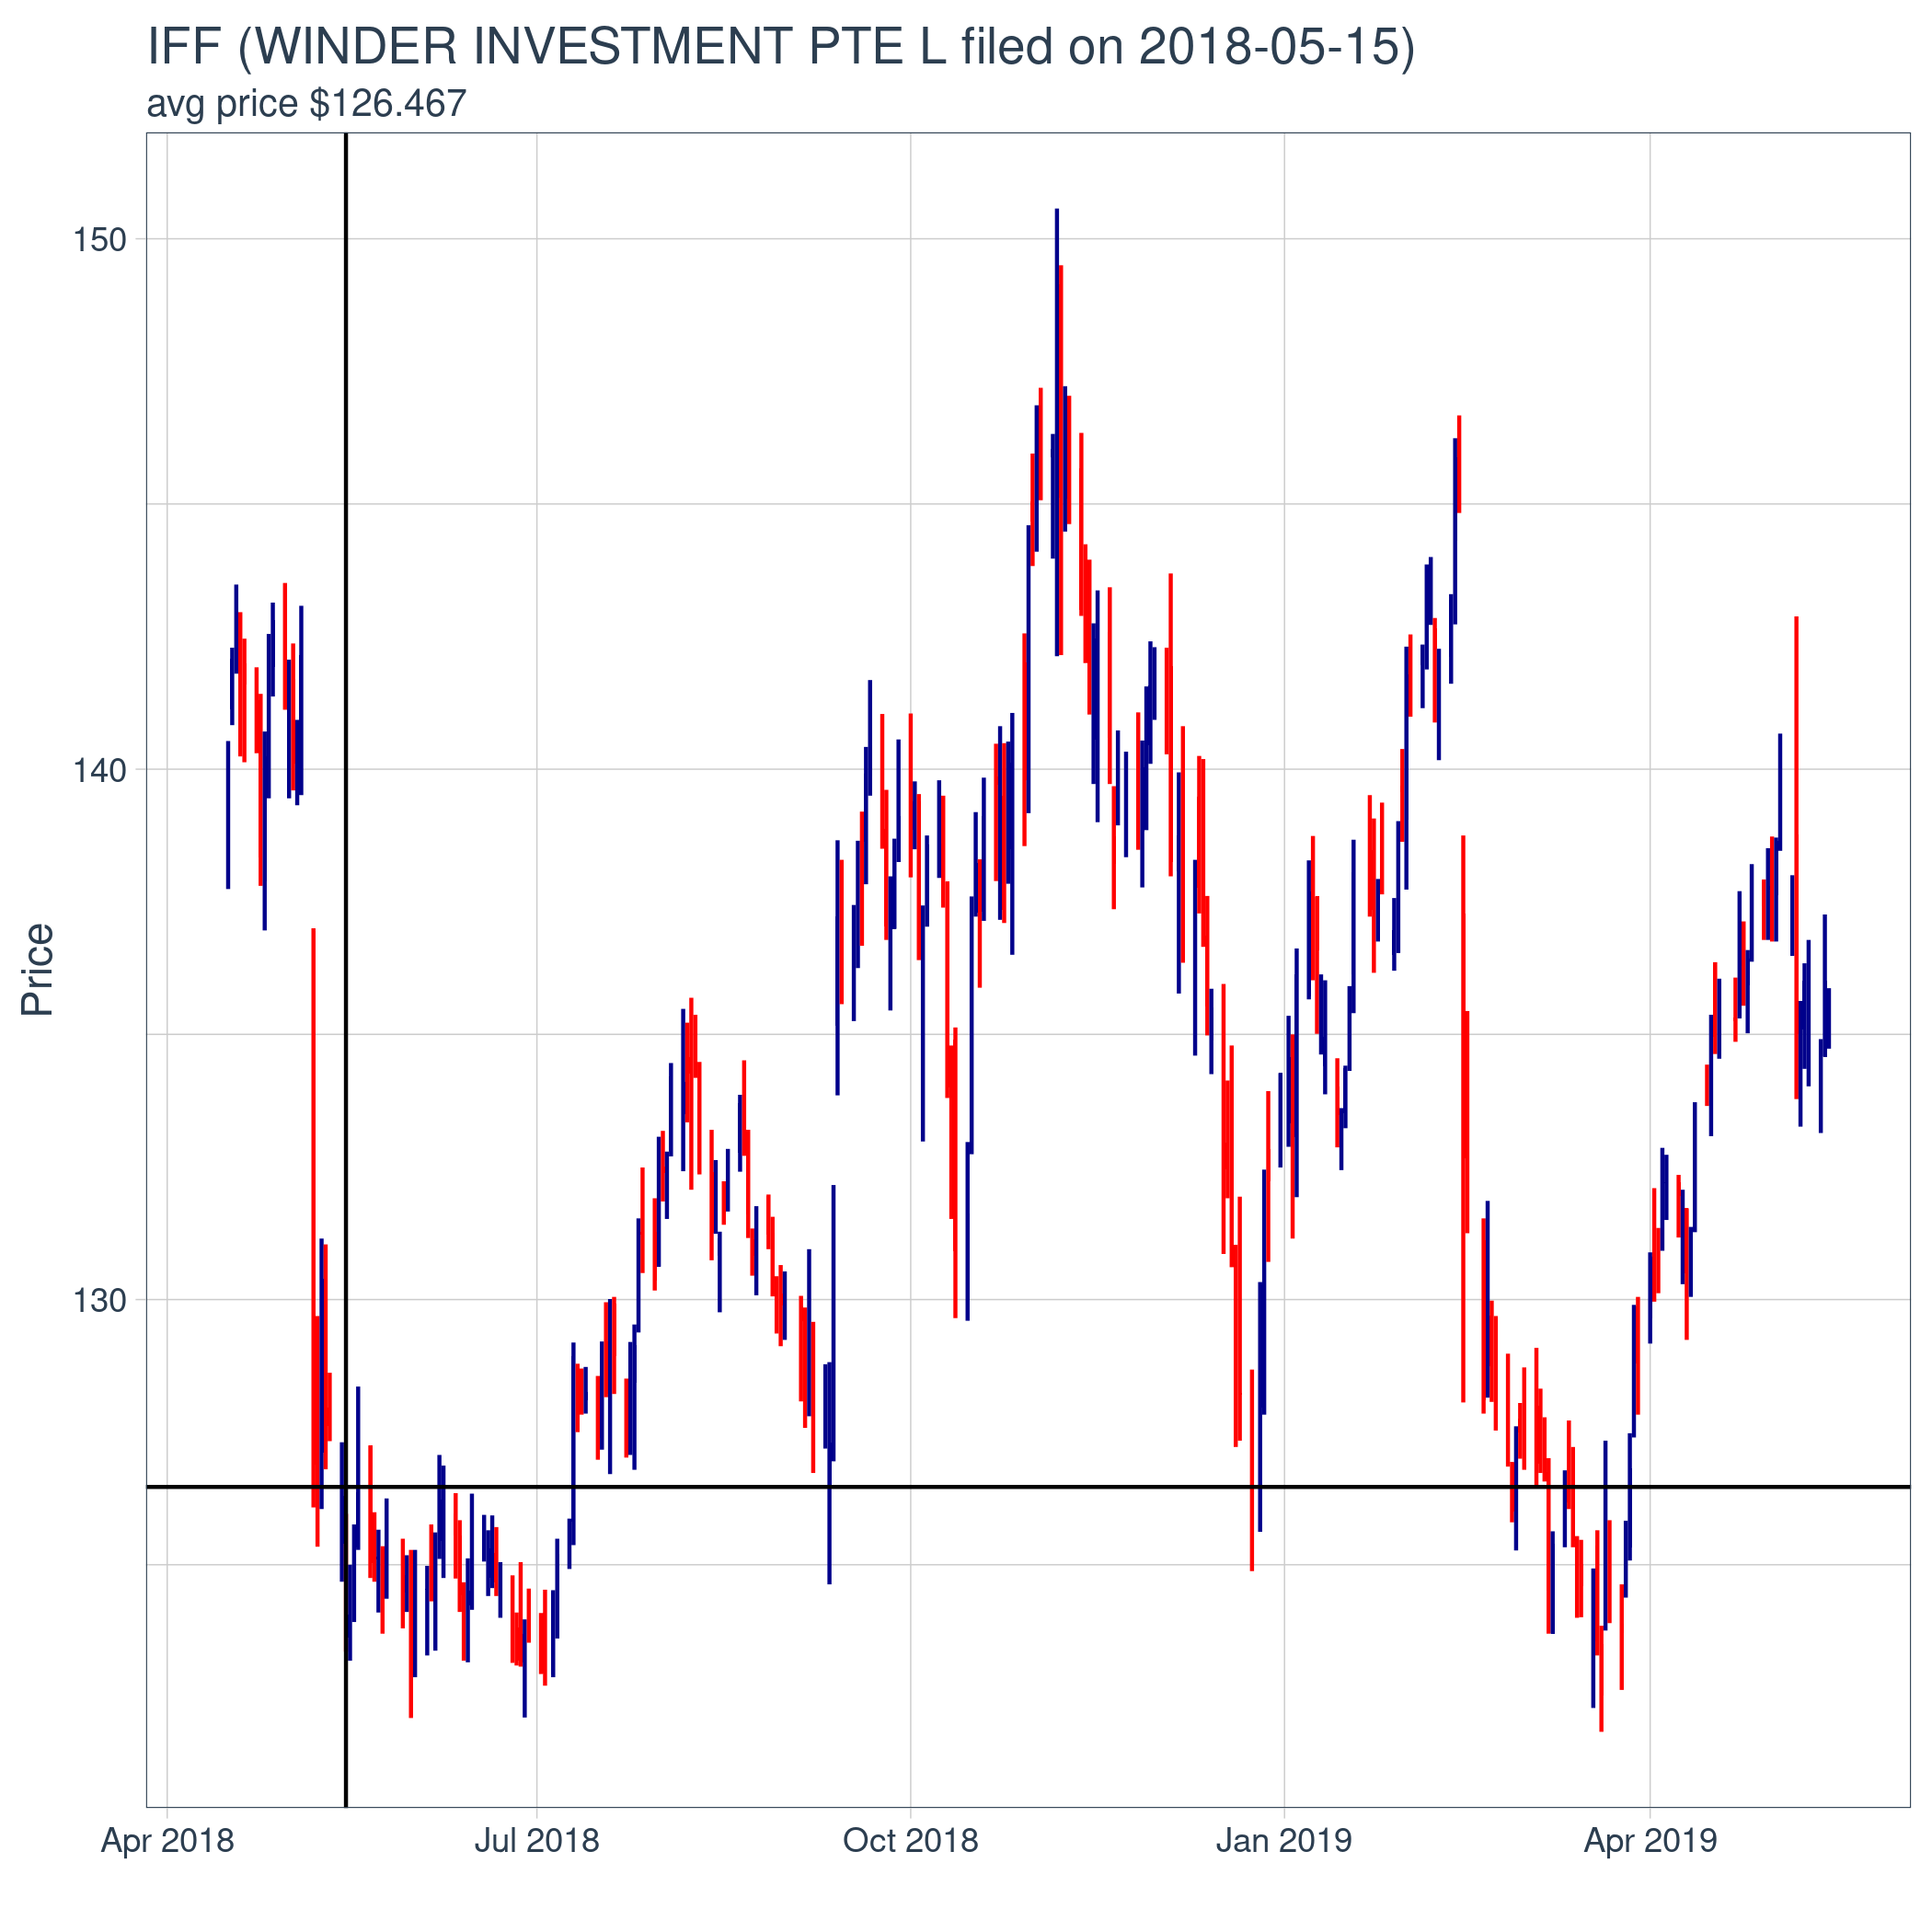 IFF (WINDER INVESTMENT PTE L filed on 2018-05-15)
avg price $126.467
150
140
130
Price
Apr 2018
Jul 2018
Oct 2018
Jan 2019
Apr 2019